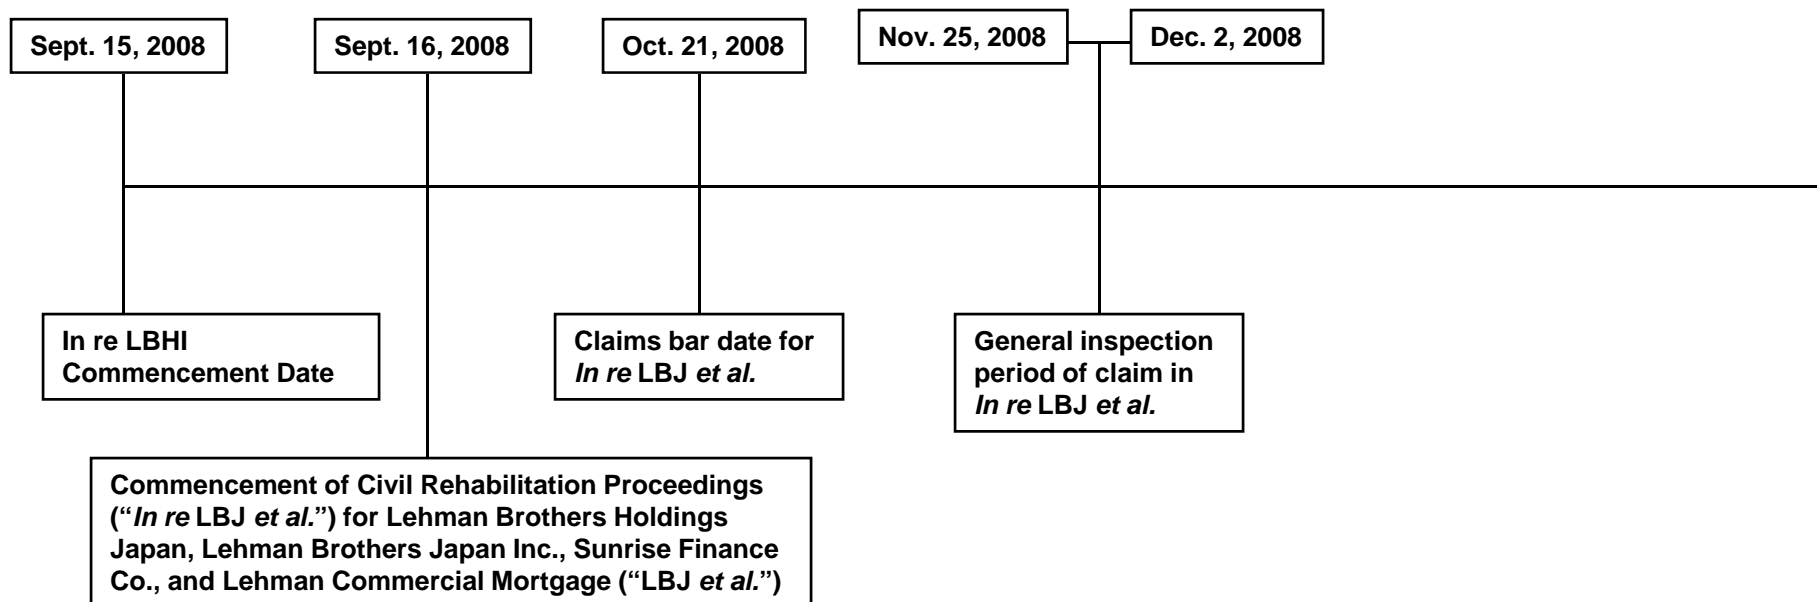 Sept. 15, 2008
Sept. 16, 2008
Oct. 21, 2008
Nov. 25, 2008
Dec. 2, 2008
In re LBHI
Commencement Date
Claims bar date for
In re LBJ et al.
General inspection
period of claim in
In re LBJ et al.
Commencement of Civil Rehabilitation Proceedings
(“In re LBJ et al.”) for Lehman Brothers Holdings
Japan, Lehman Brothers Japan Inc., Sunrise Finance
Co., and Lehman Commercial Mortgage (“LBJ et al.”)